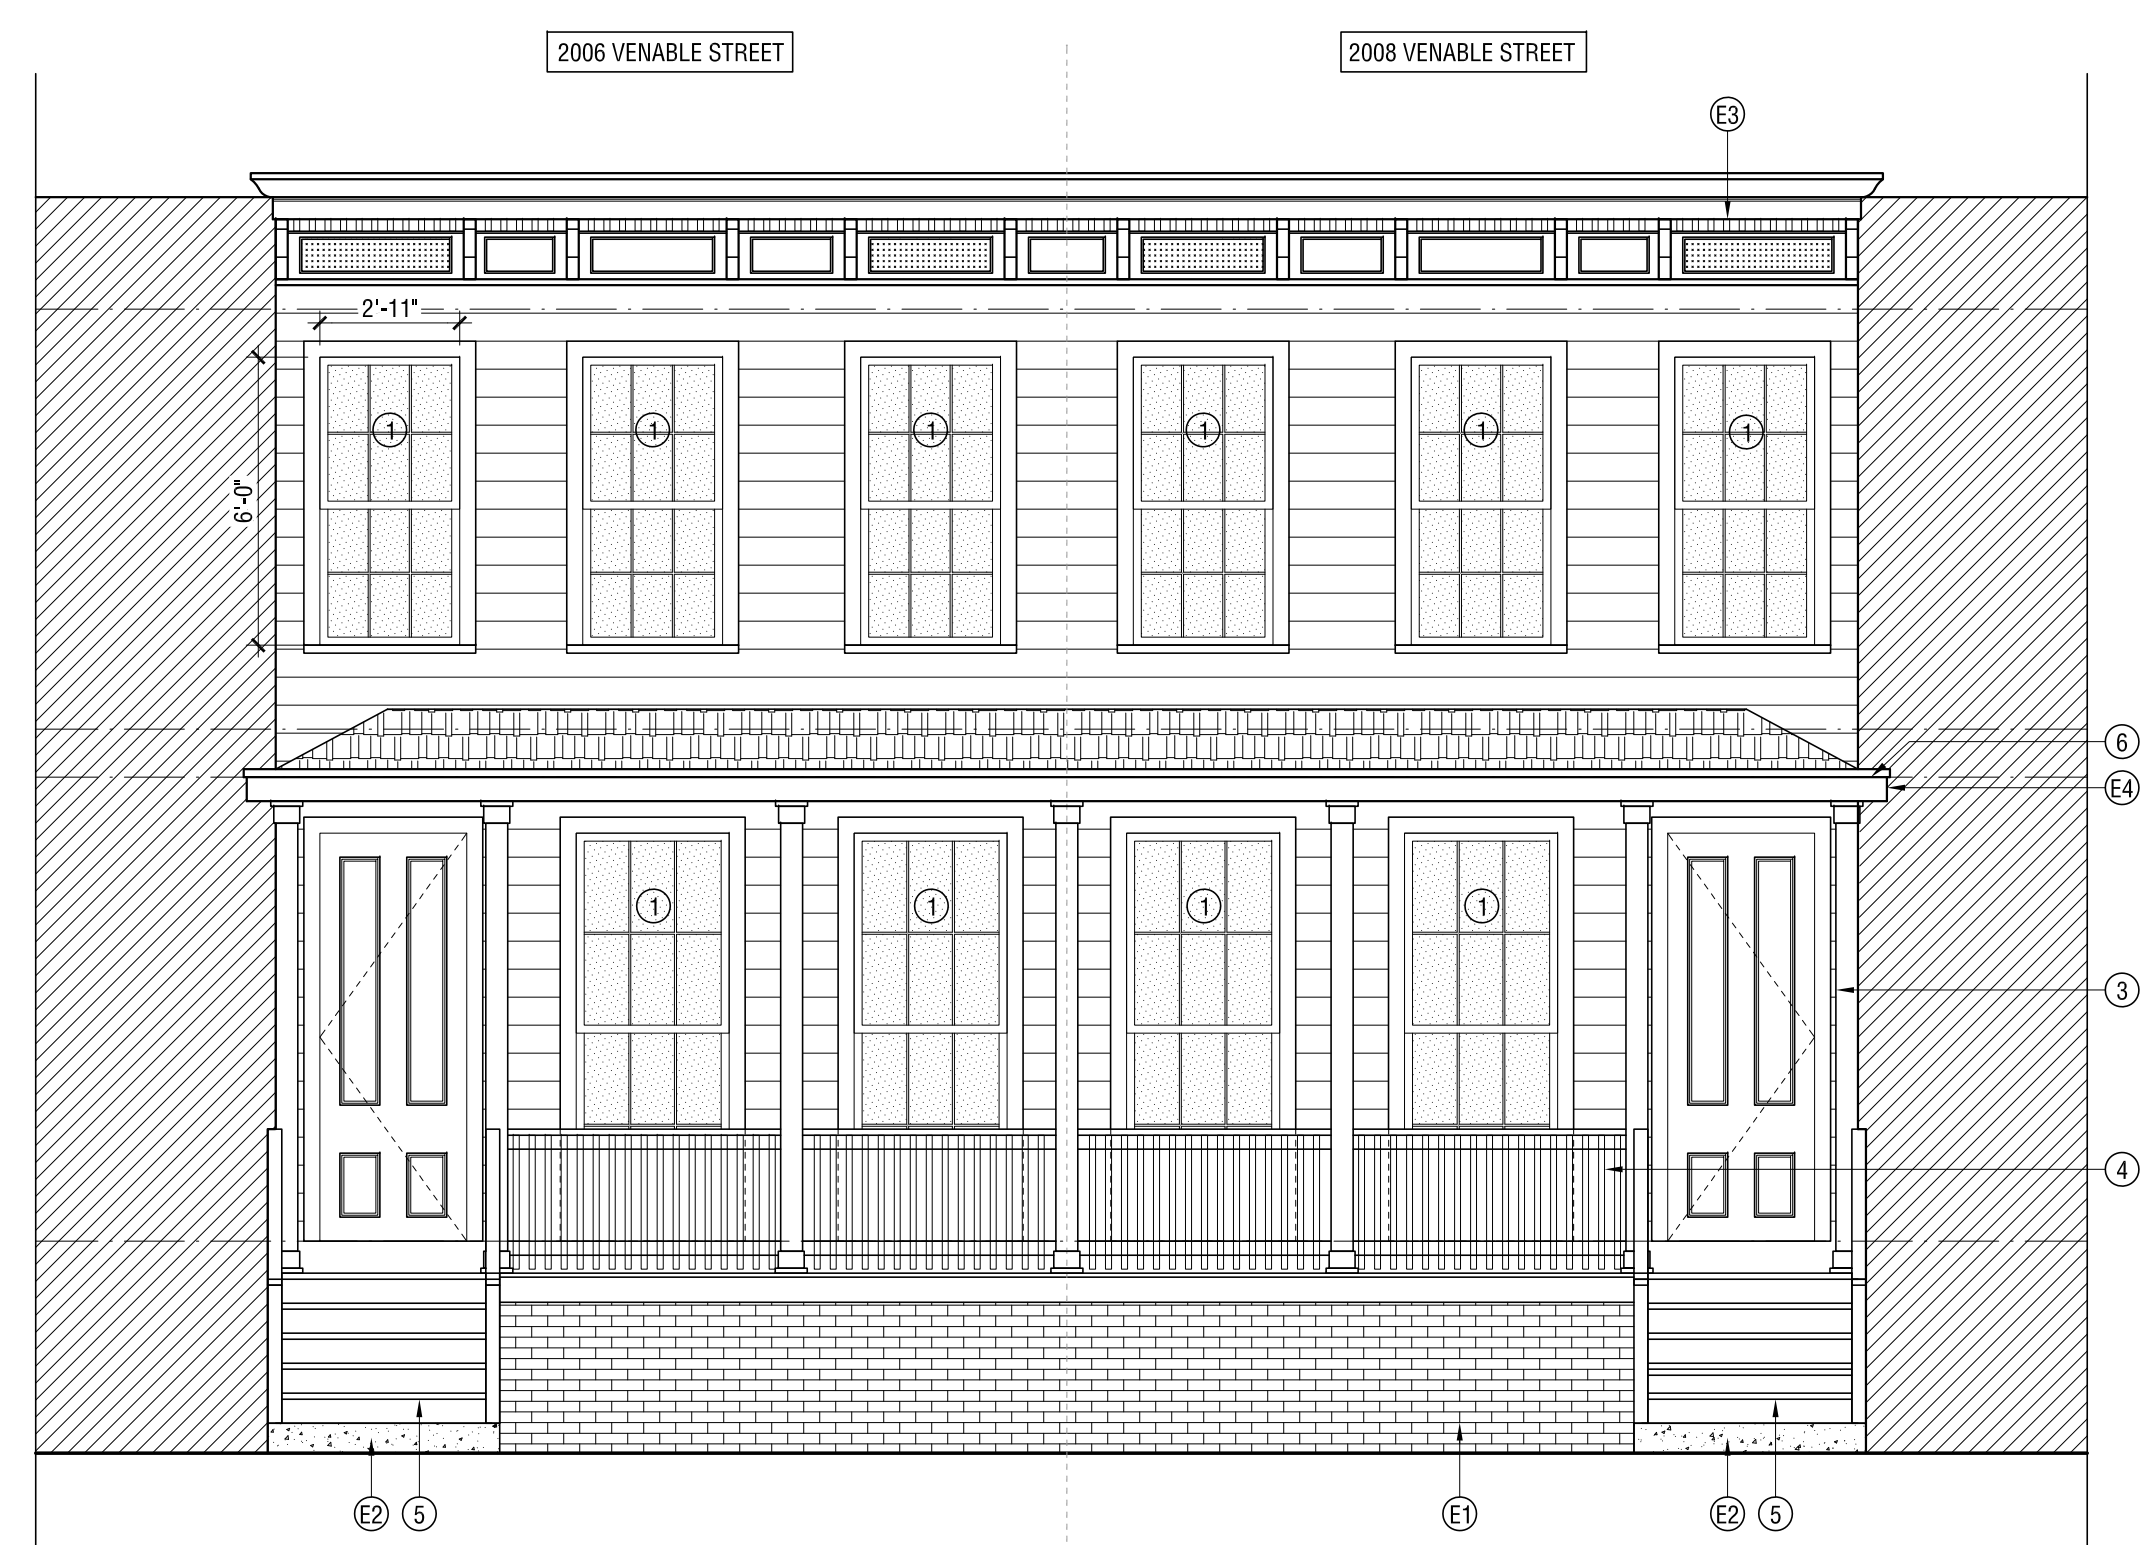 2006 VENABLE STREET
2008 VENABLE STREET
E3
2'-11"
1 1 1 1 1 1
6'-0"
6
E4
1 1 1 1
3
4
E2 5 E1 E2 5